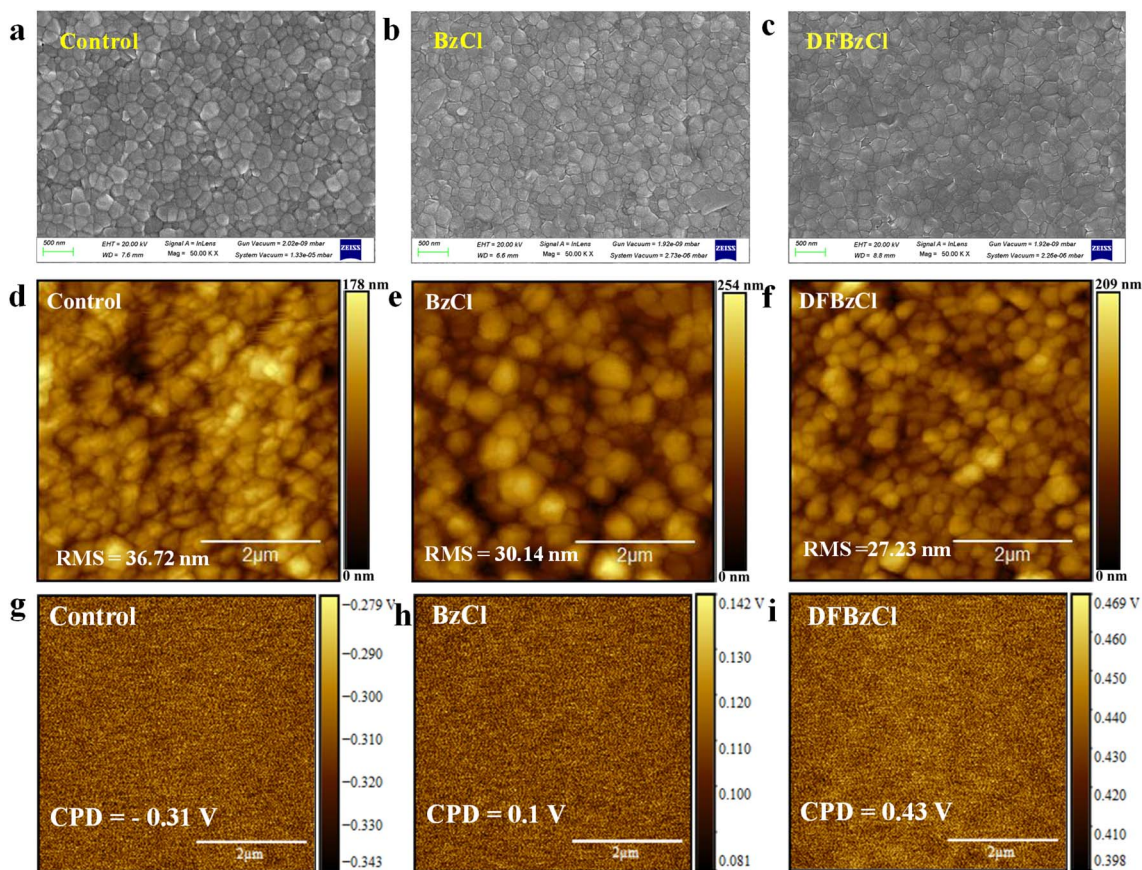 a
Control
b
BzCl
c
DFBzCl
500 nm
EHT = 20.00 kV
Signal A = InLens
Gun Vacuum = 2.02e-09 mbar
WD = 7.6 mm
Mag = 50.00 K X
System Vacuum = 1.33e-05 mbar
ZEISS
500 nm
EHT = 20.00 kV
Signal A = InLens
Gun Vacuum = 1.92e-09 mbar
WD = 6.6 mm
Mag = 50.00 K X
System Vacuum = 2.73e-06 mbar
ZEISS
500 nm
EHT = 20.00 kV
Signal A = InLens
Gun Vacuum = 1.92e-09 mbar
WD = 8.8 mm
Mag = 50.00 K X
System Vacuum = 2.26e-06 mbar
ZEISS
d
Control
178 nm
RMS = 36.72 nm
2µm
0 nm
e
BzCl
254 nm
RMS = 30.14 nm
2µm
0 nm
f
DFBzCl
209 nm
RMS =27.23 nm
2µm
0 nm
g
Control
CPD = - 0.31 V
2µm
-0.279 V
-0.290
-0.300
-0.310
-0.320
-0.330
-0.343
h
BzCl
CPD = 0.1 V
2µm
0.142 V
0.130
0.120
0.110
0.100
0.081
i
DFBzCl
CPD = 0.43 V
2µm
0.469 V
0.460
0.450
0.440
0.430
0.420
0.410
0.398